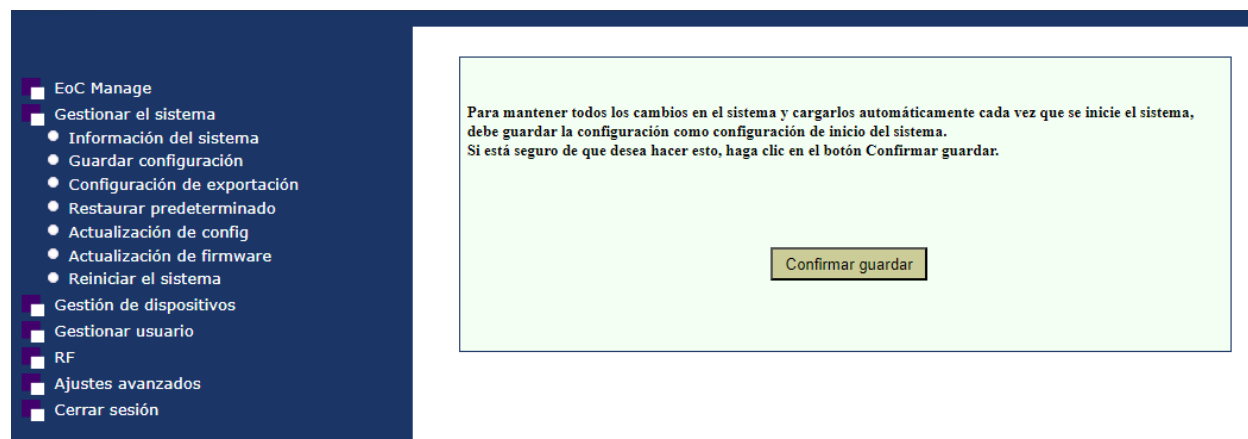 EoC Manage
Gestionar el sistema
Información del sistema
Guardar configuración
Configuración de exportación
Restaurar predeterminado
Actualización de config
Actualización de firmware
Reiniciar el sistema
Gestión de dispositivos
Gestionar usuario
RF
Ajustes avanzados
Cerrar sesión
Para mantener todos los cambios en el sistema y cargarlos automáticamente cada vez que se inicie el sistema,
debe guardar la configuración como configuración de inicio del sistema.
Si está seguro de que desea hacer esto, haga clic en el botón Confirmar guardar.
Confirmar guardar